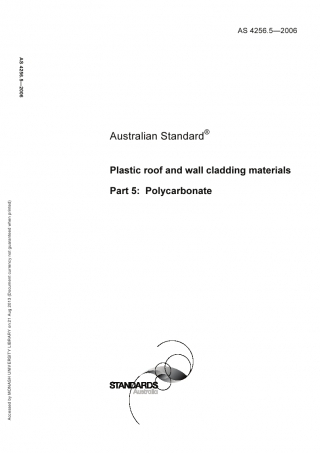 AS 4256.5—2006
AS 4256.5—2006
Australian Standard®
Plastic roof and wall cladding materials
Part 5: Polycarbonate
Accessed by MONASH UNIVERSITY LIBRARY on 21 Aug 2013 (Document currency not guaranteed when printed)
STANDARDS
Australia